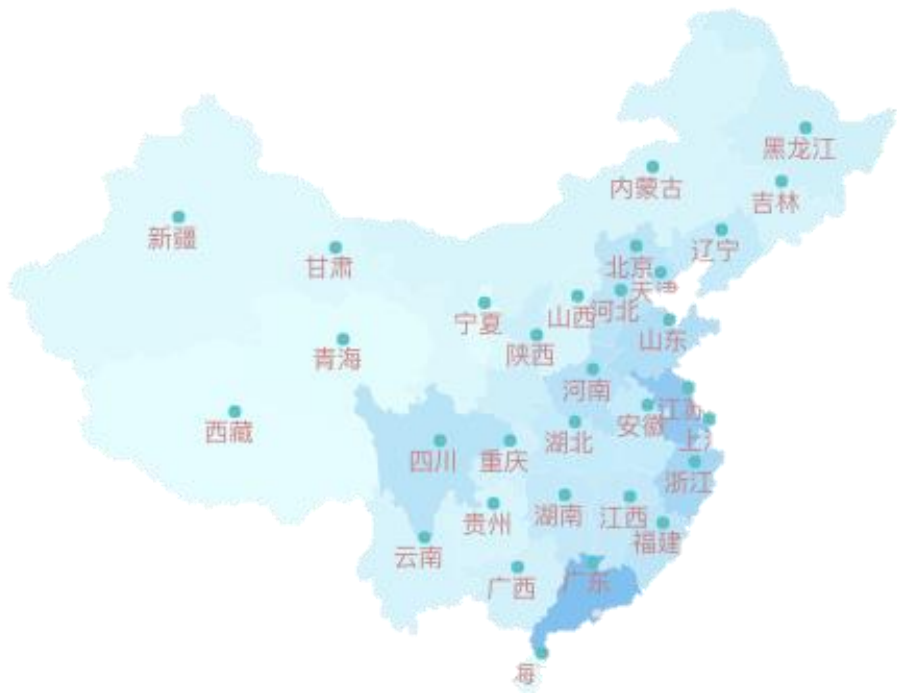 黑龙江
内蒙古
吉林
新疆
辽宁
甘肃
北京
天津
河北
山西
宁夏
山东
陕西
青海
河南
江苏
安徽
西藏
湖北
上
四川
重庆
浙江
湖南
江西
贵州
福建
云南
广东
广西
海